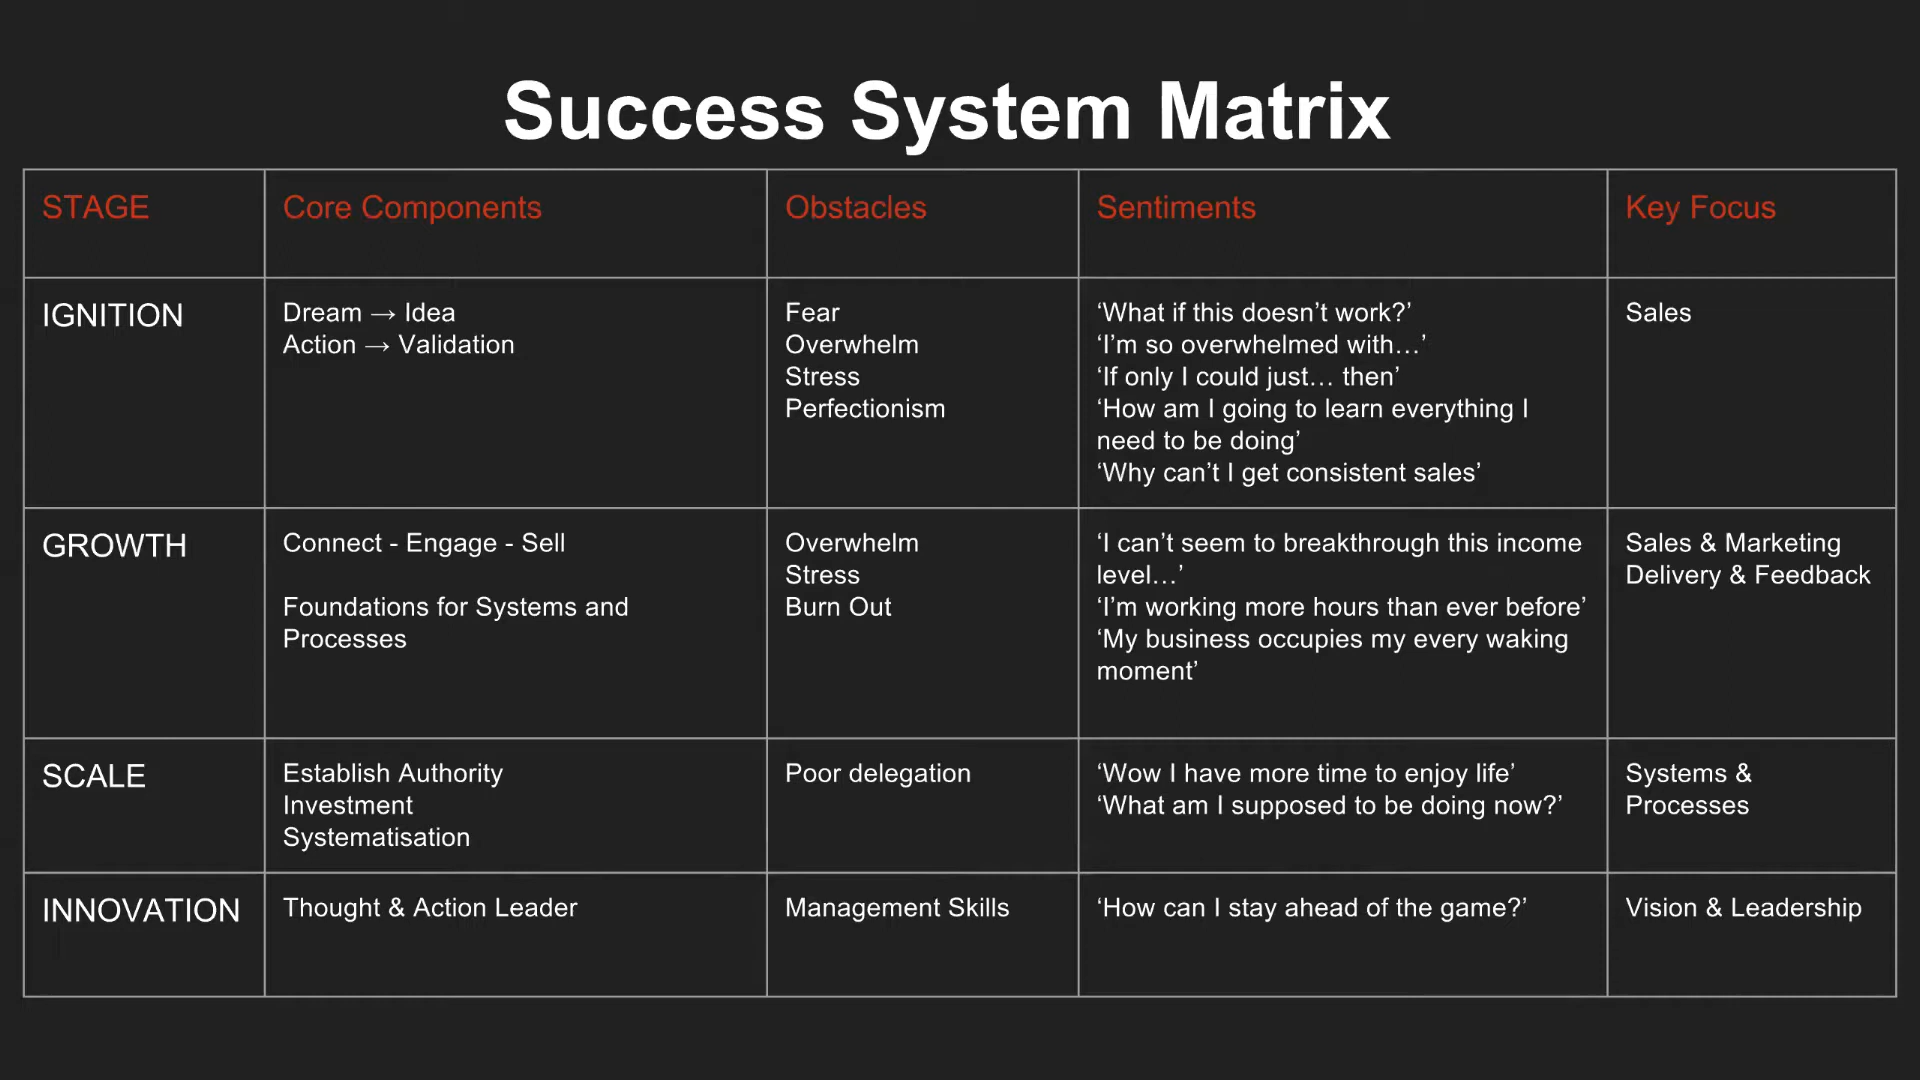 Success System Matrix
STAGE
Core Components
Obstacles
Sentiments
Key Focus
IGNITION
Dream → Idea
Action → Validation
Fear
Overwhelm
Stress
Perfectionism
‘What if this doesn’t work?’
‘I’m so overwhelmed with…’
‘If only I could just… then’
‘How am I going to learn everything I
need to be doing’
‘Why can’t I get consistent sales’
Sales
GROWTH
Connect - Engage - Sell
Foundations for Systems and
Processes
Overwhelm
Stress
Burn Out
‘I can’t seem to breakthrough this income
level…’
‘I’m working more hours than ever before’
‘My business occupies my every waking
moment’
Sales & Marketing
Delivery & Feedback
SCALE
Establish Authority
Investment
Systematisation
Poor delegation
‘Wow I have more time to enjoy life’
‘What am I supposed to be doing now?’
Systems &
Processes
INNOVATION
Thought & Action Leader
Management Skills
‘How can I stay ahead of the game?’
Vision & Leadership